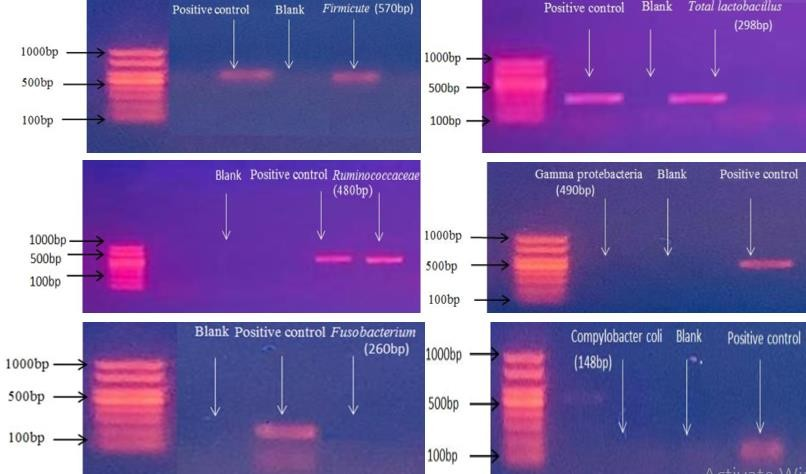 Positive control Blank Firmicute (570bp)
1000bp
500bp
100bp
Positive control Blank Total lactobacillus
(298bp)
1000bp
500bp
100bp
Blank Positive control Ruminococcaceae
(480bp)
1000bp
500bp
100bp
Gamma protebacteria Blank Positive control
(490bp)
1000bp
500bp
100bp
Blank Positive control Fusobacterium
(260bp)
1000bp
500bp
100bp
Compylobacter coli Blank Positive control
(148bp)
1000bp
500bp
100bp
Activate Wi